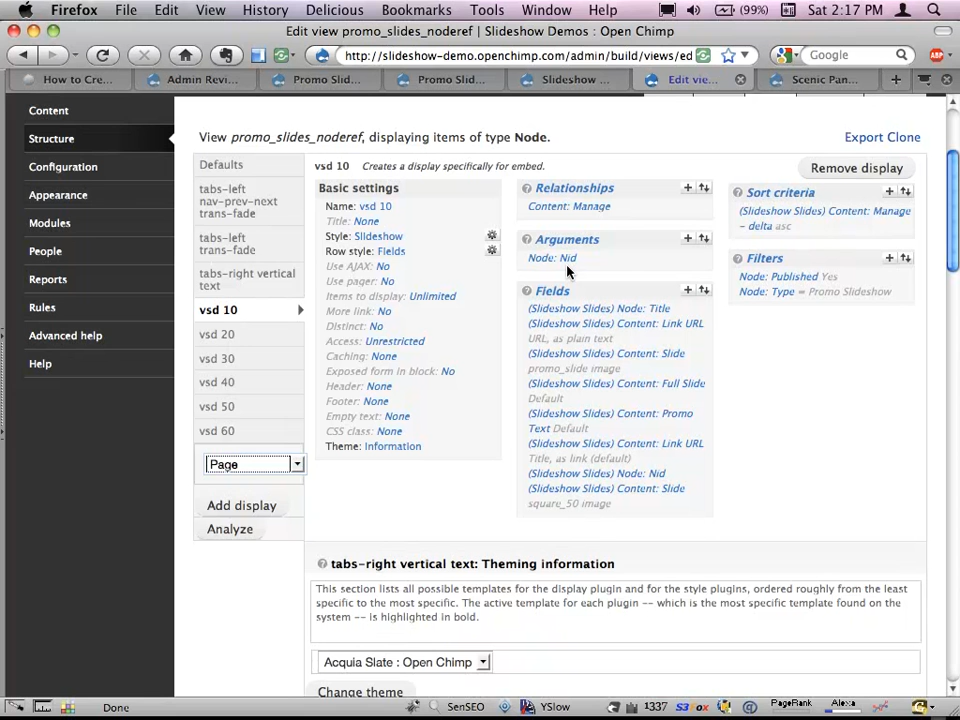 Firefox File Edit View History Delicious Bookmarks Tools Window Help (99%) Sat 2:17 PM
Edit view promo_slides_noderef | Slideshow Demos : Open Chimp
http://slideshow-demo.openchimp.com/admin/build/views/ed
Google
ABP
How to Cre...
Admin Revi...
Promo Slid...
Promo Slid...
Slideshow ...
Edit vie...
Scenic Pan...
Content
Structure
Configuration
Appearance
Modules
People
Reports
Rules
Advanced help
Help
View promo_slides_noderef, displaying items of type Node.
Export Clone
Defaults
tabs-left
nav-prev-next
trans-fade
tabs-left
trans-fade
tabs-right vertical
text
vsd 10
vsd 20
vsd 30
vsd 40
vsd 50
vsd 60
Page
Add display
Analyze
vsd 10 Creates a display specifically for embed.
Remove display
Basic settings
Name: vsd 10
Title: None
Style: Slideshow
Row style: Fields
Use AJAX: No
Use pager: No
Items to display: Unlimited
More link: No
Distinct: No
Access: Unrestricted
Caching: None
Exposed form in block: No
Header: None
Footer: None
Empty text: None
CSS class: None
Theme: Information
Relationships
Content: Manage
Arguments
Node: Nid
Fields
(Slideshow Slides) Node: Title
(Slideshow Slides) Content: Link URL
URL, as plain text
(Slideshow Slides) Content: Slide
promo_slide image
(Slideshow Slides) Content: Full Slide
Default
(Slideshow Slides) Content: Promo
Text Default
(Slideshow Slides) Content: Link URL
Title, as link (default)
(Slideshow Slides) Node: Nid
(Slideshow Slides) Content: Slide
square_50 image
Sort criteria
(Slideshow Slides) Content: Manage
- delta asc
Filters
Node: Published Yes
Node: Type = Promo Slideshow
tabs-right vertical text: Theming information
This section lists all possible templates for the display plugin and for the style plugins, ordered roughly from the least
specific to the most specific. The active template for each plugin -- which is the most specific template found on the
system -- is highlighted in bold.
Acquia Slate : Open Chimp
Change theme
Done
SenSEO
YSlow
1337
S3Fox
PageRank
Alexa